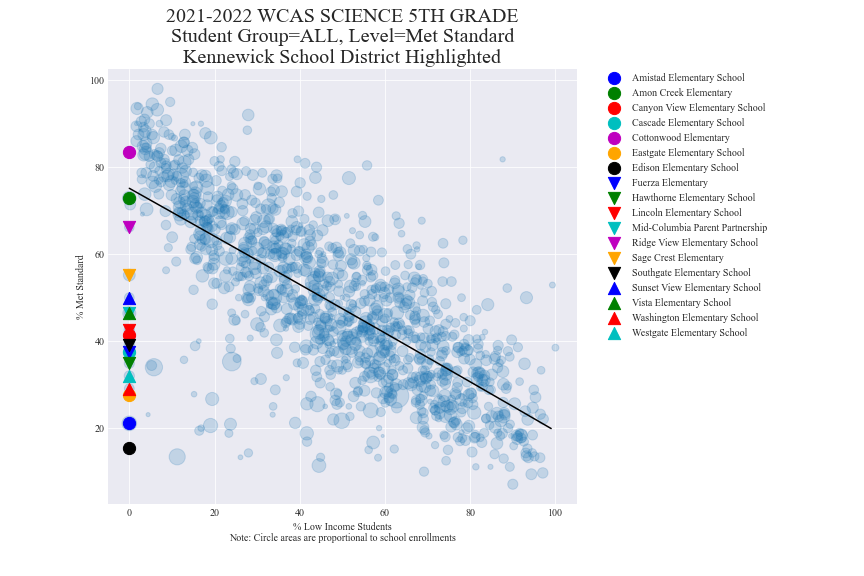 2021-2022 WCAS SCIENCE 5TH GRADE
Student Group=ALL, Level=Met Standard
Kennewick School District Highlighted
% Met Standard
100
80
60
40
20
0
20
40
60
80
100
% Low Income Students
Note: Circle areas are proportional to school enrollments
Amistad Elementary School
Amon Creek Elementary
Canyon View Elementary School
Cascade Elementary School
Cottonwood Elementary
Eastgate Elementary School
Edison Elementary School
Fuerza Elementary
Hawthorne Elementary School
Lincoln Elementary School
Mid-Columbia Parent Partnership
Ridge View Elementary School
Sage Crest Elementary
Southgate Elementary School
Sunset View Elementary School
Vista Elementary School
Washington Elementary School
Westgate Elementary School